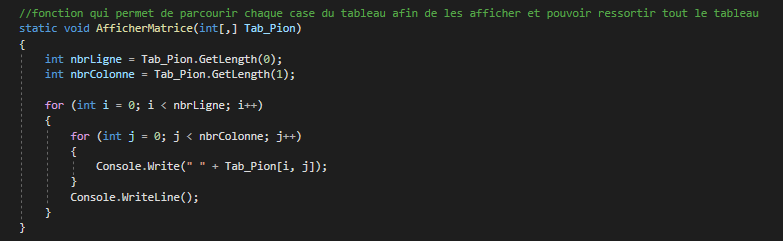 //fonction qui permet de parcourir chaque case du tableau afin de les afficher et pouvoir ressortir tout le tableau
static void AfficherMatrice(int[,] Tab_Pion)
{
    int nbrLigne = Tab_Pion.GetLength(0);
    int nbrColonne = Tab_Pion.GetLength(1);

    for (int i = 0; i < nbrLigne; i++)
    {
        for (int j = 0; j < nbrColonne; j++)
        {
            Console.Write(" " + Tab_Pion[i, j]);
        }
        Console.WriteLine();
    }
}